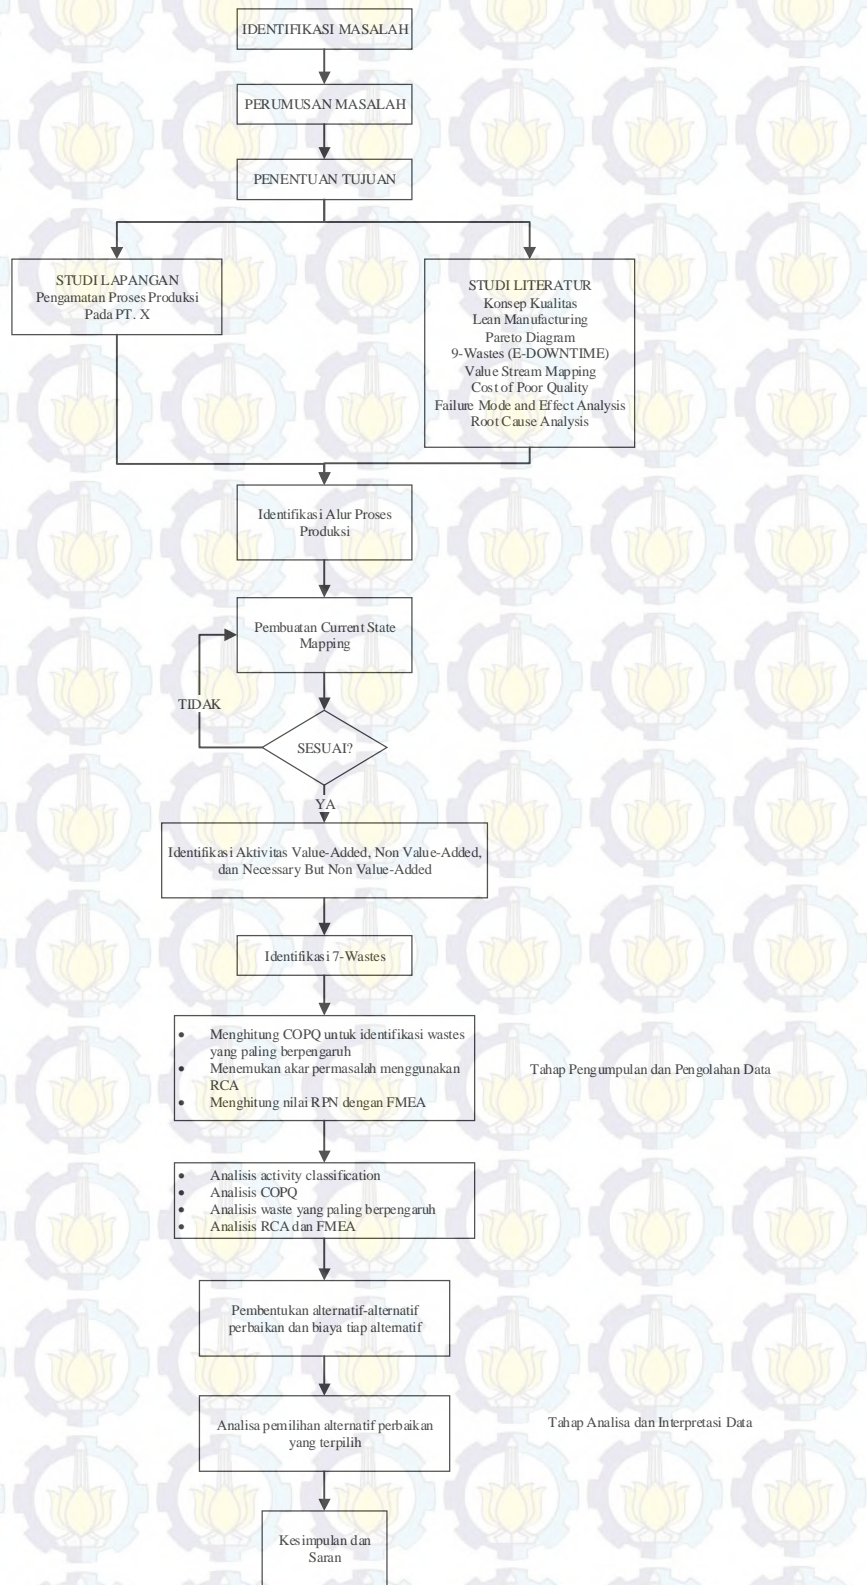 IDENTIFIKASI MASALAH
PERUMUSAN MASALAH
PENENTUAN TUJUAN
STUDI LAPANGAN
Pengamatan Proses Produksi
Pada PT. X
STUDI LITERATUR
Konsep Kualitas
Lean Manufacturing
Pareto Diagram
9-Wastes (E-DOWNTIME)
Value Stream Mapping
Cost of Poor Quality
Failure Mode and Effect Analysis
Root Cause Analysis
Identifikasi Alur Proses
Produksi
Pembuatan Current State
Mapping
TIDAK
SESUAI?
YA
Identifikasi Aktivitas Value-Added, Non Value-Added,
dan Necessary But Non Value-Added
Identifikasi 7-Wastes
• Menghitung COPQ untuk identifikasi wastes
yang paling berpengaruh
• Menemukan akar permasalah menggunakan
RCA
• Menghitung nilai RPN dengan FMEA
Tahap Pengumpulan dan Pengolahan Data
• Analisis activity classification
• Analisis COPQ
• Analisis waste yang paling berpengaruh
• Analisis RCA dan FMEA
Pembentukan alternatif-alternatif
perbaikan dan biaya tiap alternatif
Analisa pemilihan alternatif perbaikan
yang terpilih
Tahap Analisa dan Interpretasi Data
Kesimpulan dan
Saran